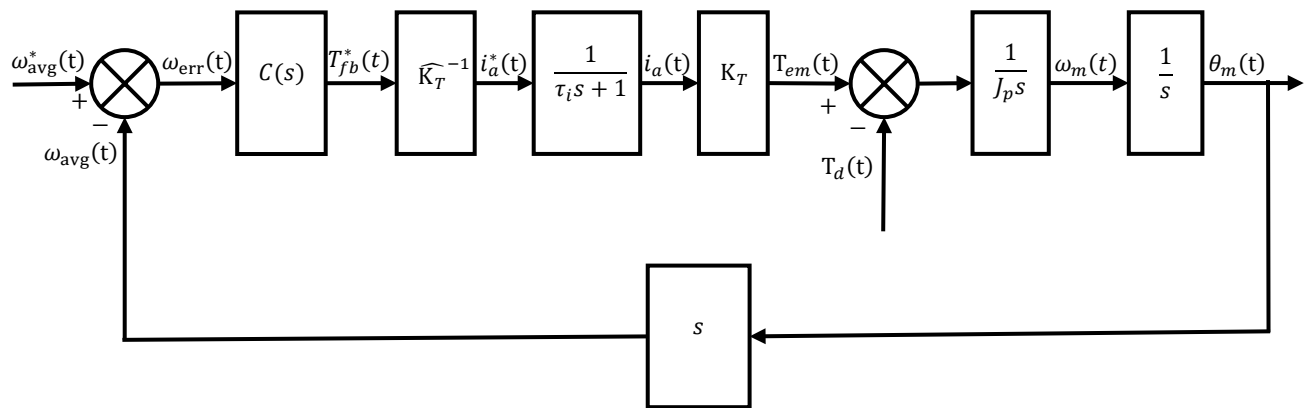 ω*avg(t)
+
−
ωavg(t)
ωerr(t)
C(s)
T*fb(t)
K̂T⁻¹
i*a(t)
1
τis + 1
ia(t)
KT
Tem(t)
+
−
Td(t)
1
Jps
ωm(t)
1
s
θm(t)
s